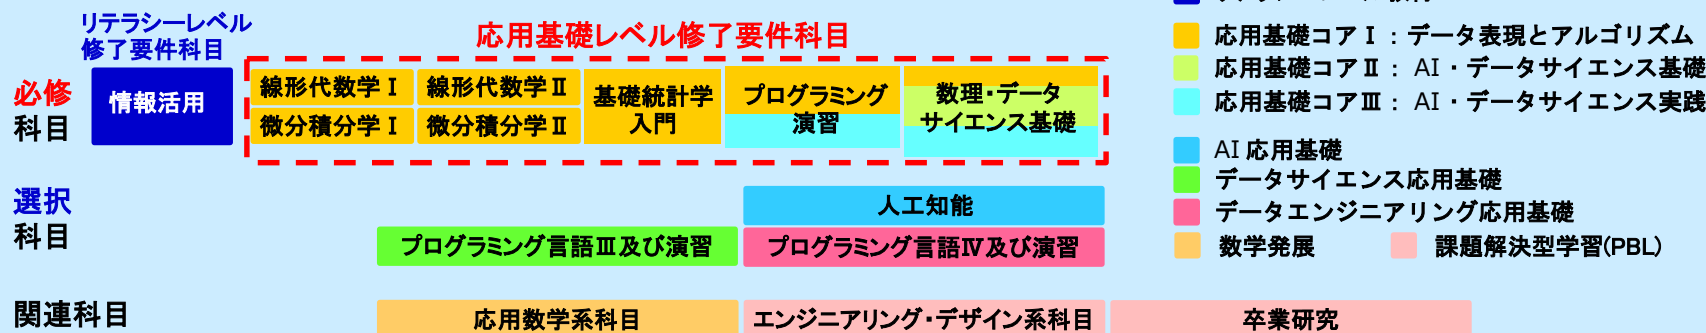 リテラシーレベル
修了要件科目
応用基礎レベル修了要件科目
必修
科目
情報活用
線形代数学Ⅰ
線形代数学Ⅱ
微分積分学Ⅰ
微分積分学Ⅱ
基礎統計学
入門
プログラミング
演習
数理・データ
サイエンス基礎
選択
科目
人工知能
プログラミング言語Ⅲ及び演習
プログラミング言語Ⅳ及び演習
関連科目
応用数学系科目
エンジニアリング・デザイン系科目
卒業研究
応用基礎コアⅠ：データ表現とアルゴリズム
応用基礎コアⅡ：AI・データサイエンス基礎
応用基礎コアⅢ：AI・データサイエンス実践
AI 応用基礎
データサイエンス応用基礎
データエンジニアリング応用基礎
数学発展
課題解決型学習(PBL)